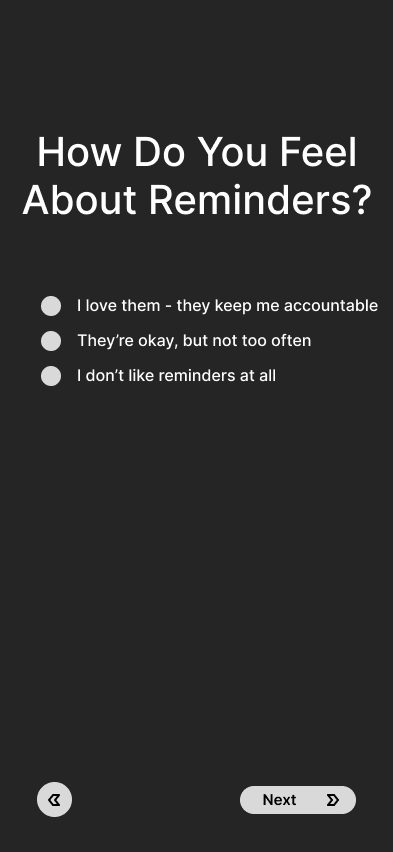 How Do You Feel
About Reminders?
I love them - they keep me accountable
They’re okay, but not too often
I don’t like reminders at all
Next